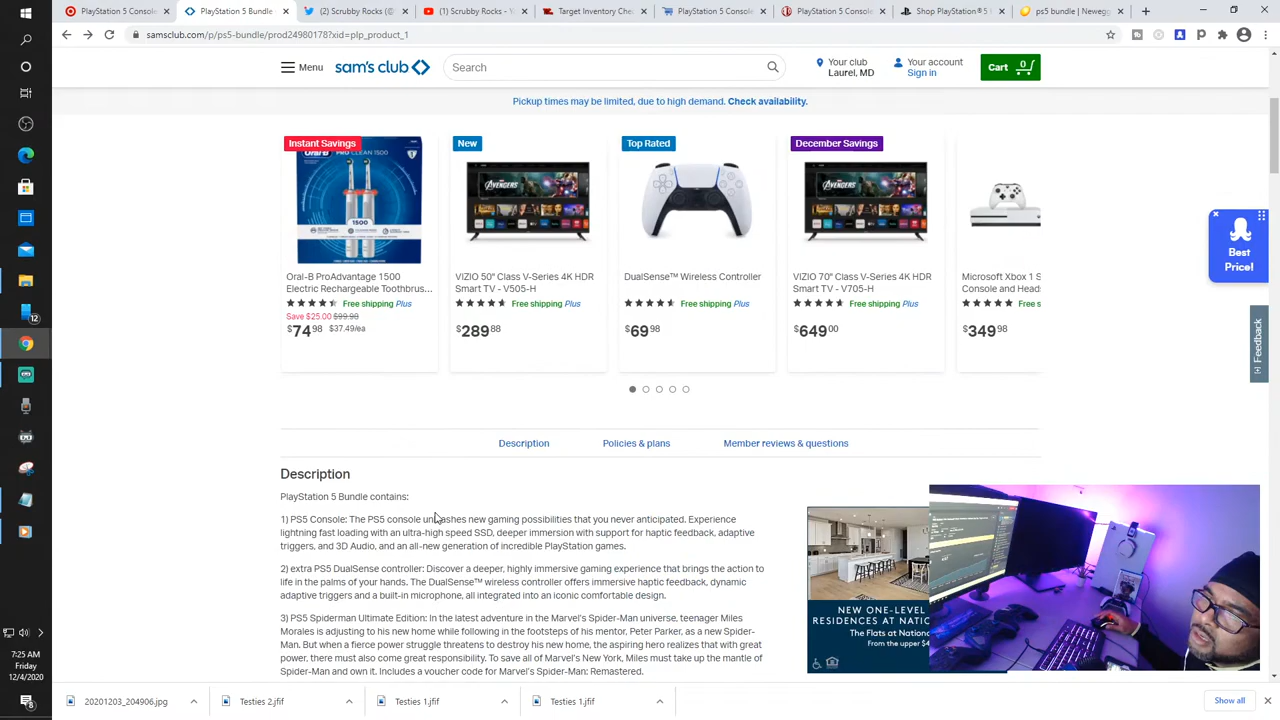 PlayStation 5 Console
PlayStation 5 Bundle
(2) Scrubby Rocks
(1) Scrubby Rocks - Y
Target Inventory Che
PlayStation 5 Console
PlayStation 5 Consol
Shop PlayStation®5
ps5 bundle | Newegg
samsclub.com/p/ps5-bundle/prod24980178?xid=plp_product_1
Menu
sam's club
Search
Your club
Laurel, MD
Your account
Sign in
Cart 0
Pickup times may be limited, due to high demand. Check availability.
Instant Savings
New
Top Rated
December Savings
Oral-B ProAdvantage 1500
Electric Rechargeable Toothbrus...
Free shipping Plus
Save $25.00 $99.98
$74.98 $37.49/ea
VIZIO 50" Class V-Series 4K HDR
Smart TV - V505-H
Free shipping Plus
$289.88
DualSense™ Wireless Controller
Free shipping Plus
$69.98
VIZIO 70" Class V-Series 4K HDR
Smart TV - V705-H
Free shipping Plus
$649.00
Microsoft Xbox 1 S
Console and Head
Free s
$349.98
Best
Price!
[+] Feedback
Description
Policies & plans
Member reviews & questions
Description
PlayStation 5 Bundle contains:
1) PS5 Console: The PS5 console unleashes new gaming possibilities that you never anticipated. Experience
lightning fast loading with an ultra-high speed SSD, deeper immersion with support for haptic feedback, adaptive
triggers, and 3D Audio, and an all-new generation of incredible PlayStation games.
2) extra PS5 DualSense controller: Discover a deeper, highly immersive gaming experience that brings the action to
life in the palms of your hands. The DualSense™ wireless controller offers immersive haptic feedback, dynamic
adaptive triggers and a built-in microphone, all integrated into an iconic comfortable design.
3) PS5 Spiderman Ultimate Edition: In the latest adventure in the Marvel's Spider-Man universe, teenager Miles
Morales is adjusting to his new home while following in the footsteps of his mentor, Peter Parker, as a new Spider-
Man. But when a fierce power struggle threatens to destroy his new home, the aspiring hero realizes that with great
power, there must also come great responsibility. To save all of Marvel's New York, Miles must take up the mantle of
Spider-Man and own it. Includes a voucher code for Marvel's Spider-Man: Remastered.
NEW ONE-LEVEL
RESIDENCES AT NATIO
The Flats at Nation
From the upper $4
12
7:25 AM
Friday
12/4/2020
8
20201203_204906.jpg
Testies 2.jfif
Testies 1.jfif
Testies 1.jfif
Show all